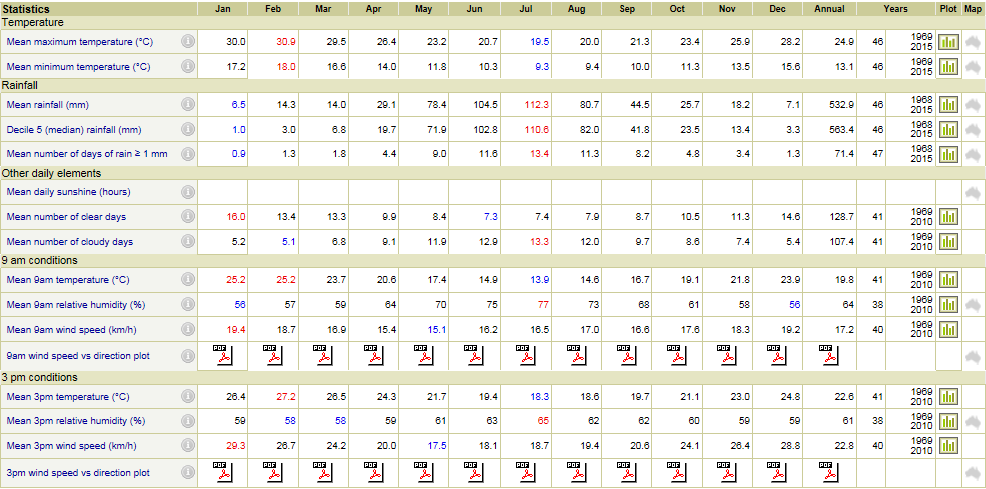 Statistics Jan Feb Mar Apr May Jun Jul Aug Sep Oct Nov Dec Annual Years Plot Map
Temperature
Mean maximum temperature (°C) 30.0 30.9 29.5 26.4 23.2 20.7 19.5 20.0 21.3 23.4 25.9 28.2 24.9 46 1969 2015
Mean minimum temperature (°C) 17.2 18.0 16.6 14.0 11.8 10.3 9.3 9.4 10.0 11.3 13.5 15.6 13.1 46 1969 2015
Rainfall
Mean rainfall (mm) 6.5 14.3 14.0 29.1 78.4 104.5 112.3 80.7 44.5 25.7 18.2 7.1 532.9 46 1968 2015
Decile 5 (median) rainfall (mm) 1.0 3.0 6.8 19.7 71.9 102.8 110.6 82.0 41.8 23.5 13.4 3.3 563.4 46 1968 2015
Mean number of days of rain ≥ 1 mm 0.9 1.3 1.8 4.4 9.0 11.6 13.4 11.3 8.2 4.8 3.4 1.3 71.4 47 1968 2015
Other daily elements
Mean daily sunshine (hours)
Mean number of clear days 16.0 13.4 13.3 9.9 8.4 7.3 7.4 7.9 8.7 10.5 11.3 14.6 128.7 41 1969 2010
Mean number of cloudy days 5.2 5.1 6.8 9.1 11.9 12.9 13.3 12.0 9.7 8.6 7.4 5.4 107.4 41 1969 2010
9 am conditions
Mean 9am temperature (°C) 25.2 25.2 23.7 20.6 17.4 14.9 13.9 14.6 16.7 19.1 21.8 23.9 19.8 41 1969 2010
Mean 9am relative humidity (%) 56 57 59 64 70 75 77 73 68 61 58 56 64 38 1969 2010
Mean 9am wind speed (km/h) 19.4 18.7 16.9 15.4 15.1 16.2 16.5 17.0 16.6 17.6 18.3 19.2 17.2 40 1969 2010
9am wind speed vs direction plot PDF PDF PDF PDF PDF PDF PDF PDF PDF PDF PDF PDF PDF
3 pm conditions
Mean 3pm temperature (°C) 26.4 27.2 26.5 24.3 21.7 19.4 18.3 18.6 19.7 21.1 23.0 24.8 22.6 41 1969 2010
Mean 3pm relative humidity (%) 59 58 58 59 61 63 65 62 62 60 59 59 61 38 1969 2010
Mean 3pm wind speed (km/h) 29.3 26.7 24.2 20.0 17.5 18.1 18.7 19.4 20.6 24.1 26.4 28.8 22.8 40 1969 2010
3pm wind speed vs direction plot PDF PDF PDF PDF PDF PDF PDF PDF PDF PDF PDF PDF PDF